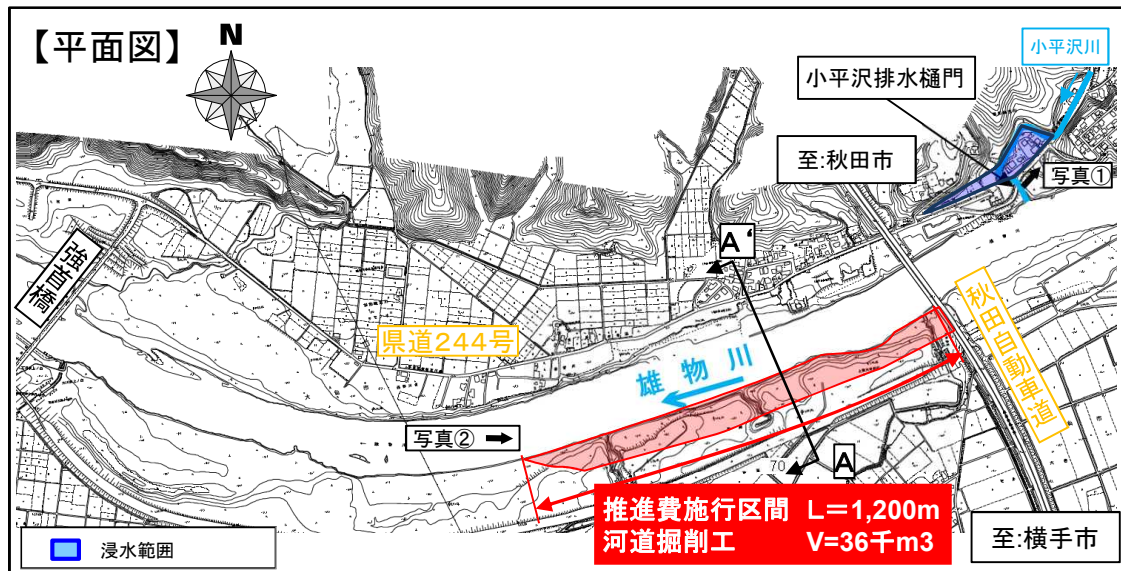 【平面図】
N
小平沢川
小平沢排水樋門
至:秋田市
写真①
A‘
強首橋
県道244号
秋田自動車道
雄物川
写真②
70
A
推進費施行区間 L=1,200m
河道掘削工 V=36千m3
至:横手市
浸水範囲